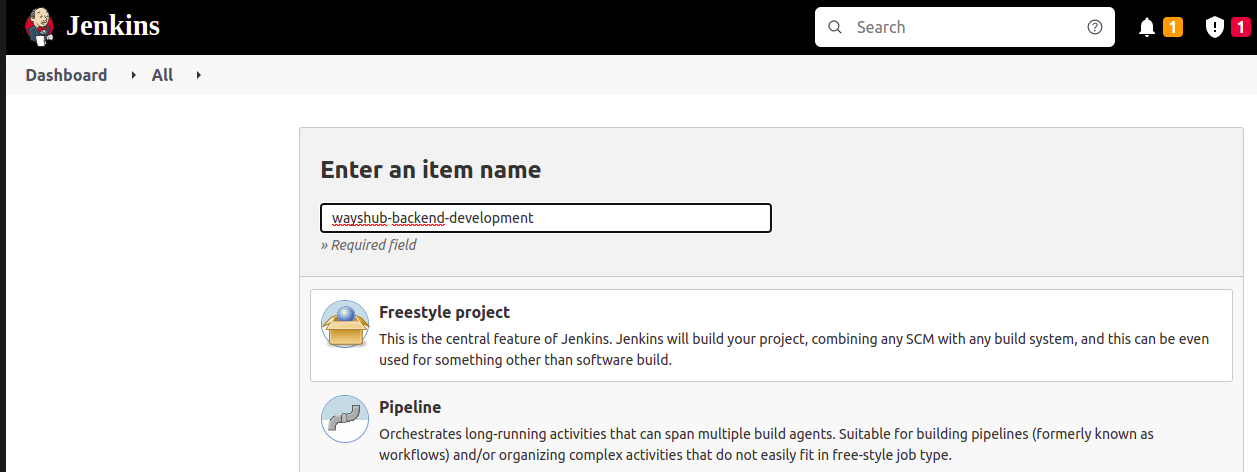 Jenkins
Search
1
1
Dashboard
All
Enter an item name
wayshub-backend-development
» Required field
Freestyle project
This is the central feature of Jenkins. Jenkins will build your project, combining any SCM with any build system, and this can be even
used for something other than software build.
Pipeline
Orchestrates long-running activities that can span multiple build agents. Suitable for building pipelines (formerly known as
workflows) and/or organizing complex activities that do not easily fit in free-style job type.